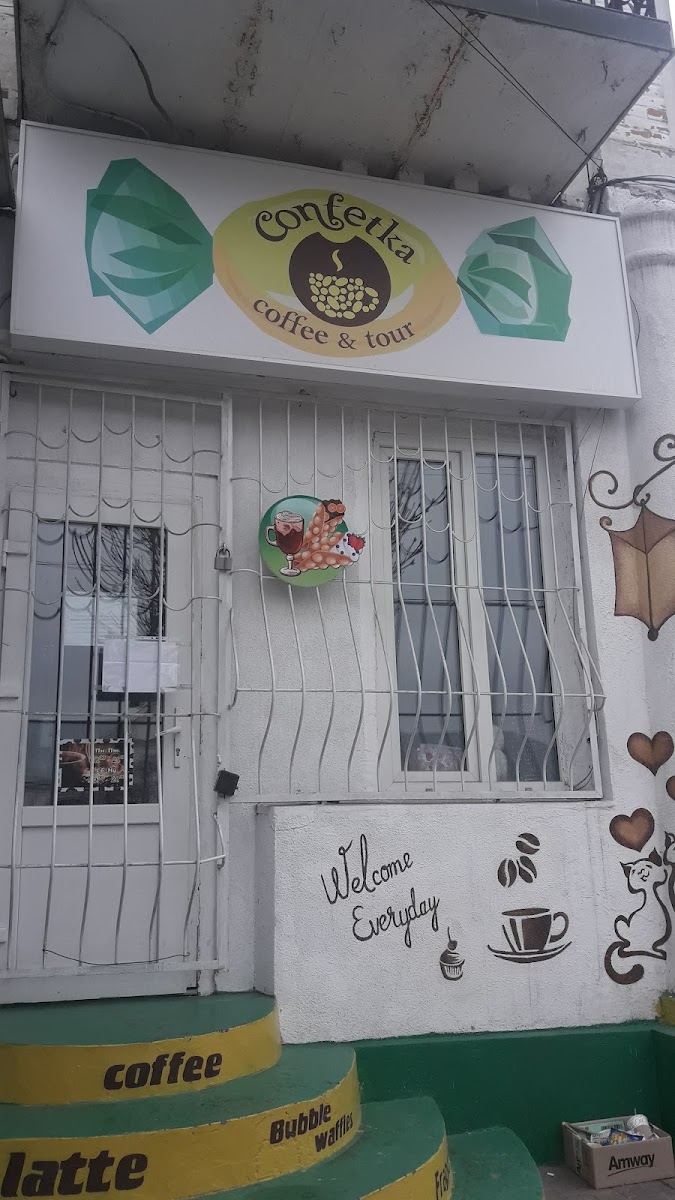 Confetka
coffee & tour
Welcome
Everyday
coffee
Bubble
waffles
latte
Amway